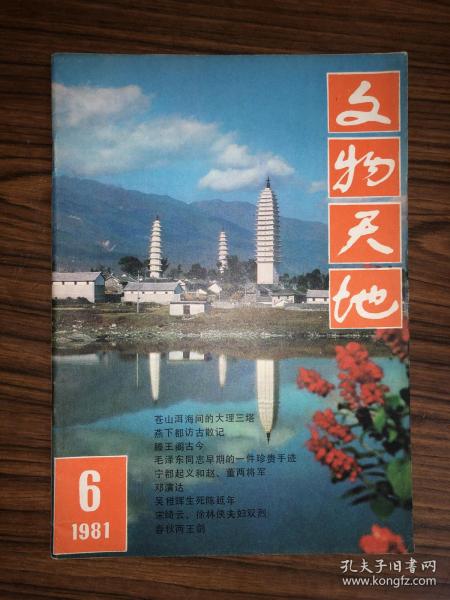 文物天地
苍山洱海间的大理三塔
燕下都访古散记
滕王阁古今
毛泽东同志早期的一件珍贵手迹
宁都起义和赵、董两将军
邓演达
吴稚晖生死陈延年
宋绮云、徐林侠夫妇双烈
春秋两王剑
6
1981
孔夫子旧书网
www.kongfz.com